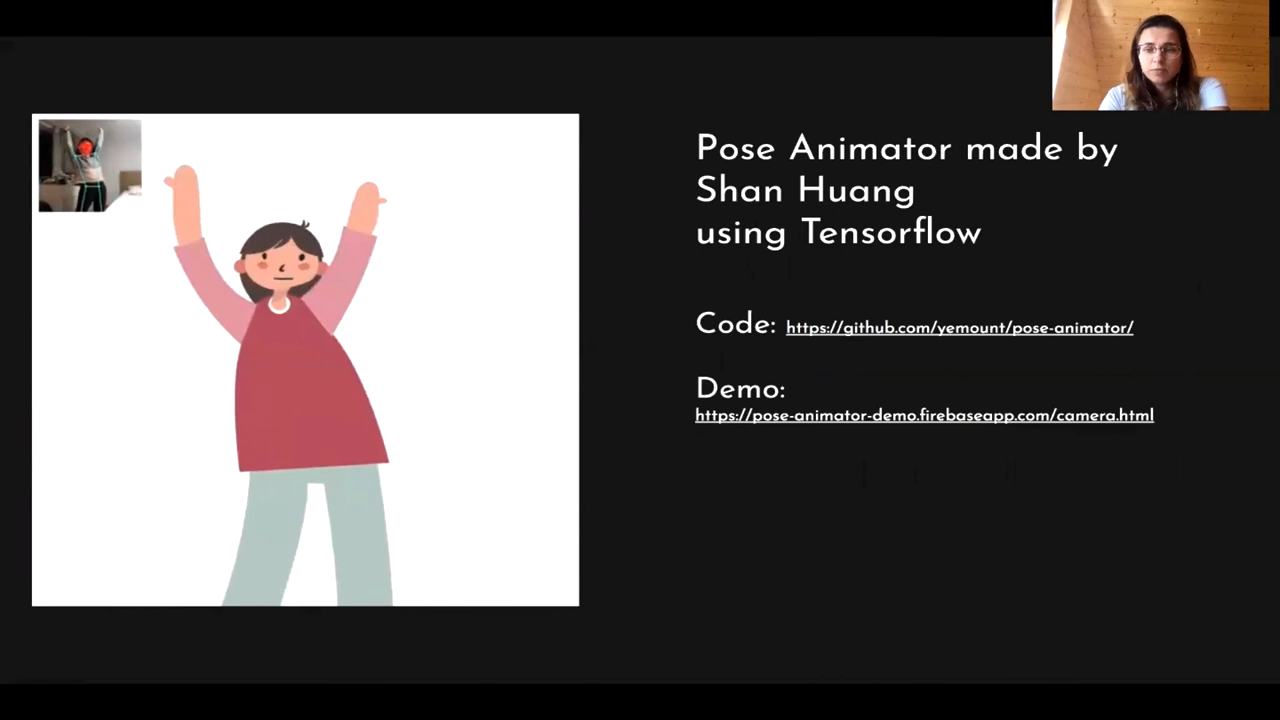 Pose Animator made by
Shan Huang
using Tensorflow
Code: https://github.com/yemount/pose-animator/
Demo:
https://pose-animator-demo.firebaseapp.com/camera.html